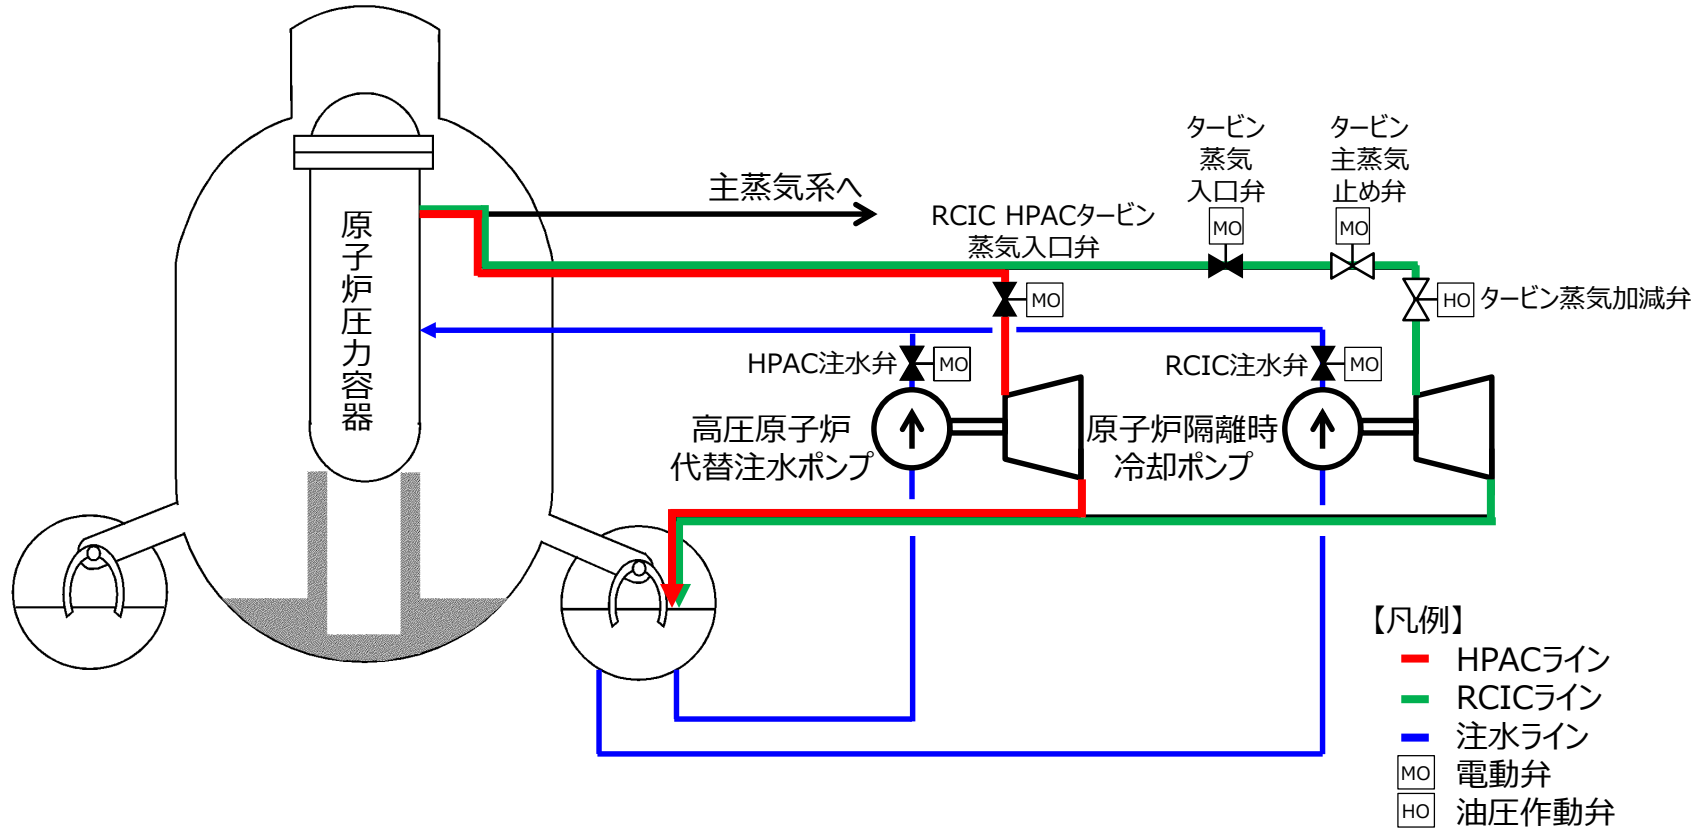 タービン
蒸気
入口弁
タービン
主蒸気
止め弁
主蒸気系へ
RCIC HPACタービン
蒸気入口弁
MO
MO
MO
HO
タービン蒸気加減弁
原子炉圧力容器
HPAC注水弁
MO
RCIC注水弁
MO
高圧原子炉
代替注水ポンプ
原子炉隔離時
冷却ポンプ
【凡例】
HPACライン
RCICライン
注水ライン
MO 電動弁
HO 油圧作動弁